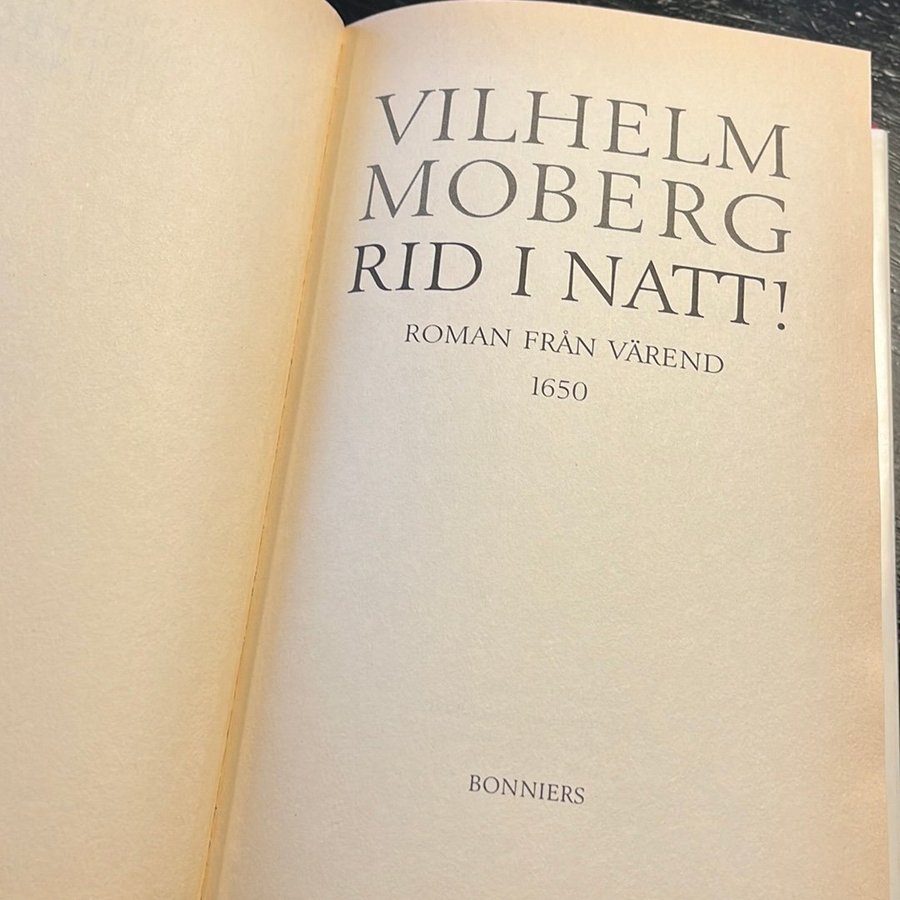 VILHELM
MOBERG
RID I NATT!
ROMAN FRÅN VÄREND
1650
BONNIERS